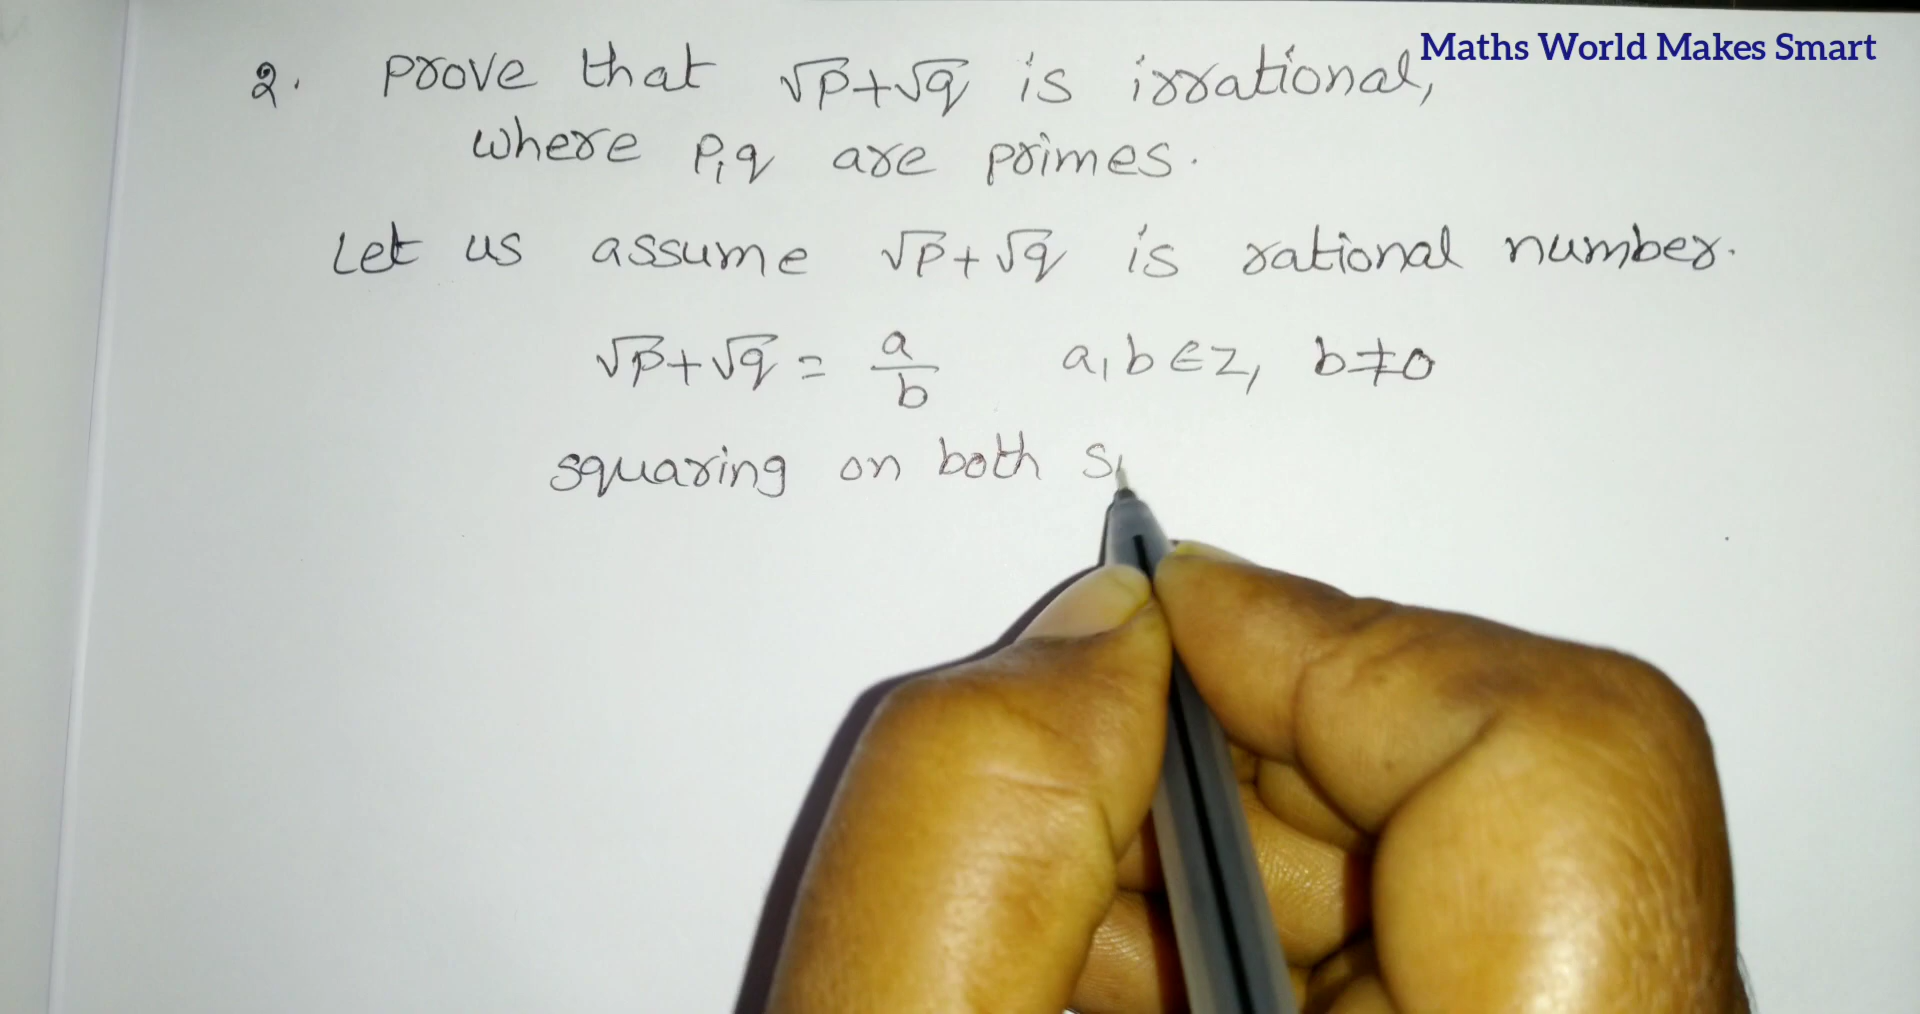 Maths World Makes Smart
2. Prove that √p+√q is irrational,
where p,q are primes.
Let us assume √p+√q is rational number.
√p+√q = a/b a,b∈Z, b≠0
squaring on both s